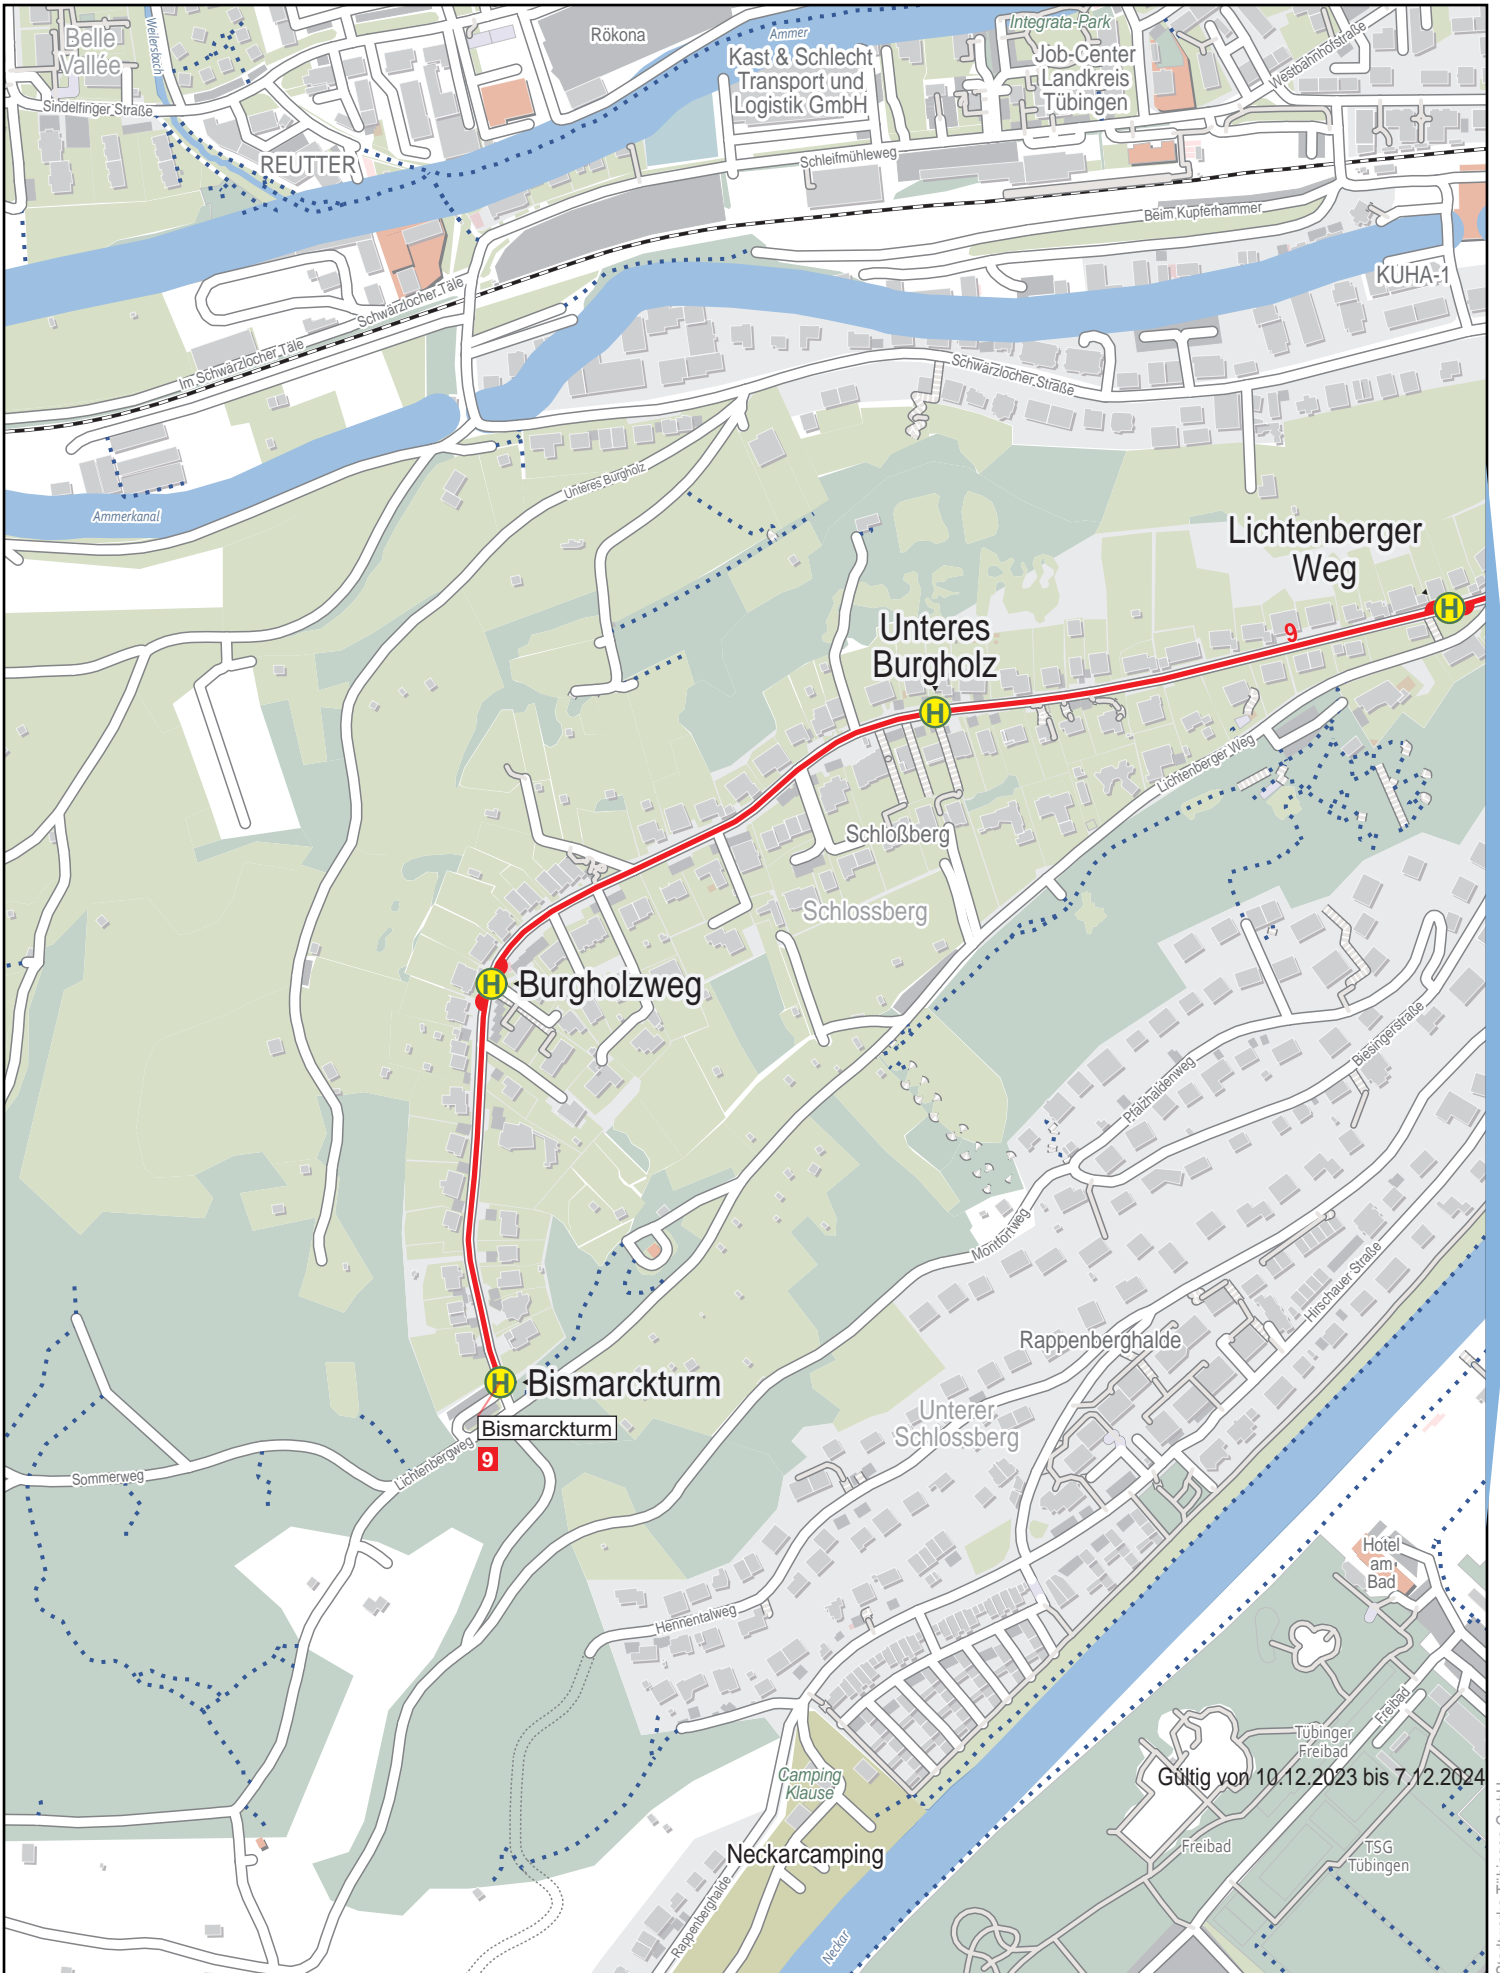 Belle
Vallée
Weilersbach
Sindelfinger Straße
REUTTER
Rökona
Ammer
Kast & Schlecht
Transport und
Logistik GmbH
Integrata-Park
Job-Center
Landkreis
Tübingen
Westbahnhofstraße
Schleifmühleweg
Beim Kupferhammer
KUHA-1
Schwärzlocher Täle
Im Schwärzlocher Täle
Schwärzlocher Straße
Unteres Burgholz
Ammerkanal
Lichtenberger
Weg
H
9
Unteres
Burgholz
H
Lichtenberger Weg
Schloßberg
Schlossberg
H
Burgholzweg
Biesingerstraße
Pfalzhaldenweg
Montfortweg
Hirschauer Straße
Rappenberghalde
H
Bismarckturm
Bismarckturm
9
Unterer
Schlossberg
Lichtenbergweg
Sommerweg
Hotel
am
Bad
Hennentalweg
Freibad
Tübinger
Freibad
Gültig von 10.12.2023 bis 7.12.2024
Camping
Klause
Neckarcamping
Freibad
TSG
Tübingen
Rappenberghalde
Neckar